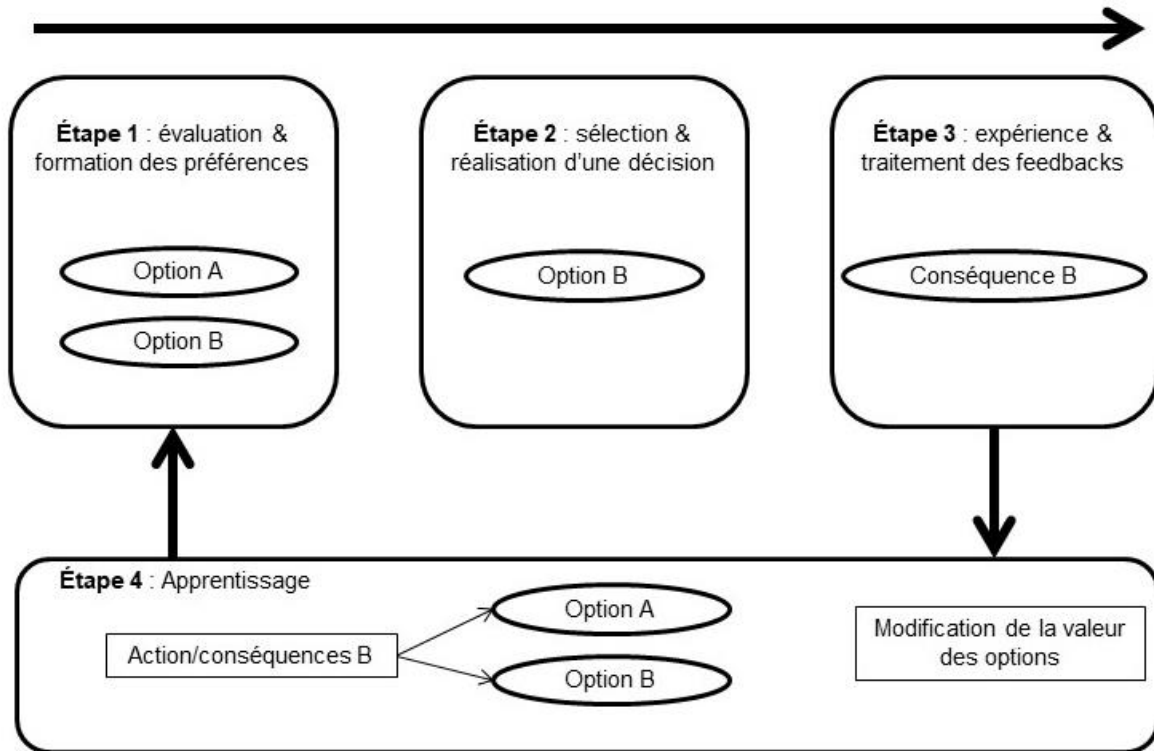 Étape 1 : évaluation &
formation des préférences
Option A
Option B
Étape 2 : sélection &
réalisation d'une décision
Option B
Étape 3 : expérience &
traitement des feedbacks
Conséquence B
Étape 4 : Apprentissage
Action/conséquences B
Option A
Option B
Modification de la valeur
des options